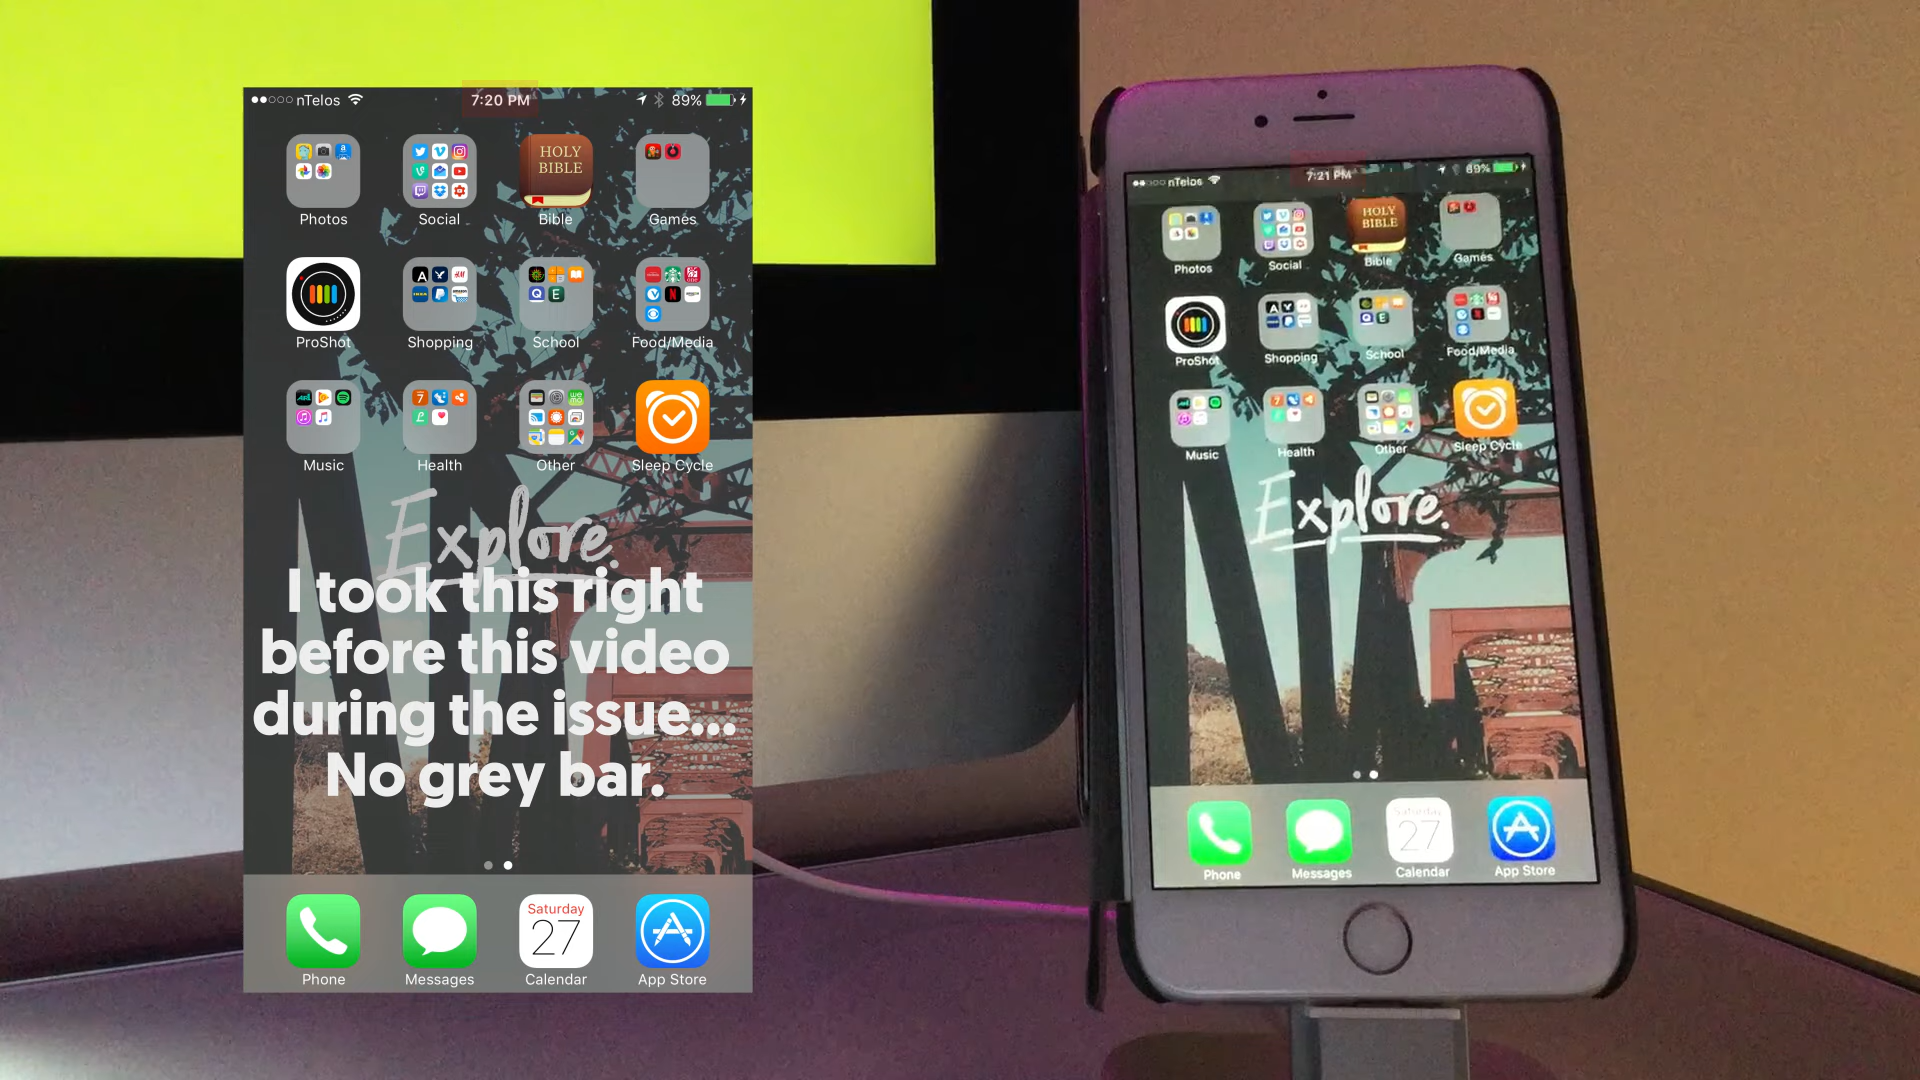 nTelos 7:20 PM 89%
HOLY
BIBLE
Photos Social Bible Games
ProShot Shopping School Food/Media
Music Health Other Sleep Cycle
Explore.
I took this right
before this video
during the issue...
No grey bar.
Saturday
27
Phone Messages Calendar App Store
nTelos 7:21 PM 89%
HOLY
BIBLE
Photos Social Bible Games
ProShot Shopping School Food/Media
Music Health Other Sleep Cycle
Explore.
Saturday
27
Phone Messages Calendar App Store